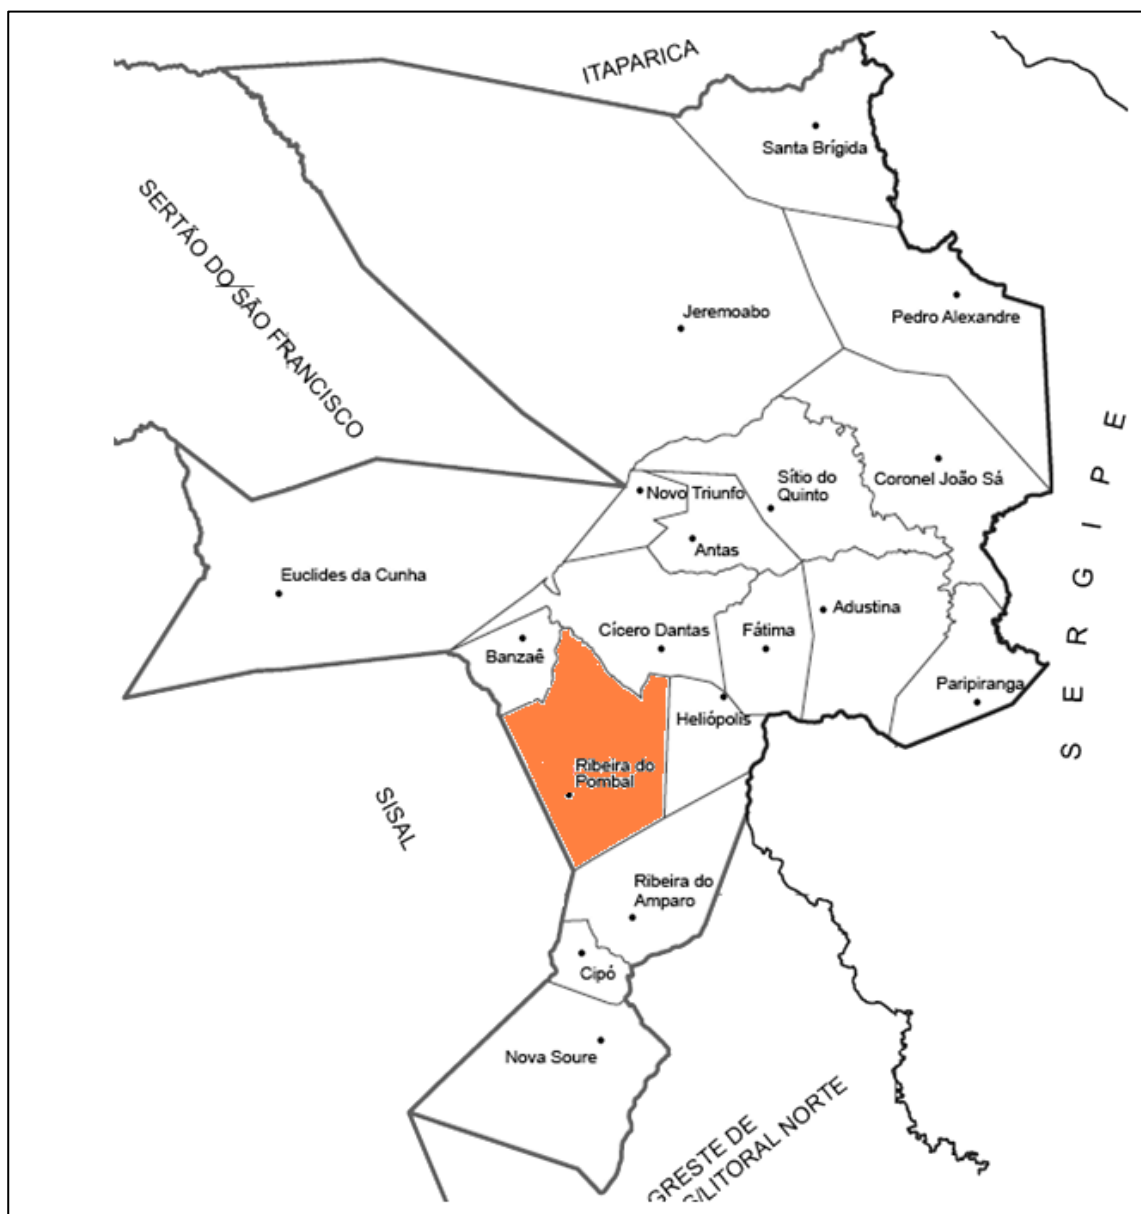 ITAPARICA
Santa Brígida
SERTÃO DO SÃO FRANCISCO
Jeremoabo
Pedro Alexandre
Sítio do
Quinto
Coronel João Sá
Novo Triunfo
Antas
Euclides da Cunha
Adustina
Cícero Dantas
Fátima
Banzaê
Paripiranga
Heliópolis
SERGIPE
Ribeira do
Pombal
SISAL
Ribeira do
Amparo
Cipó
Nova Soure
GRESTE DE
/LITORAL NORTE